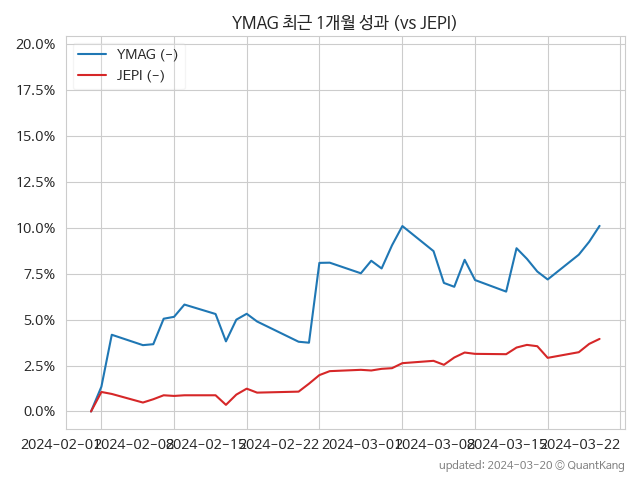 YMAG 최근 1개월 성과 (vs JEPI)
20.0%
YMAG (-)
JEPI (-)
17.5%
15.0%
12.5%
10.0%
7.5%
5.0%
2.5%
0.0%
2024-02-01 2024-02-08 2024-02-15 2024-02-22 2024-03-01 2024-03-08 2024-03-15 2024-03-22
updated: 2024-03-20 © QuantKang